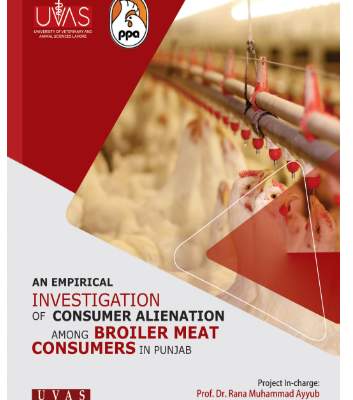 UVAS
UNIVERSITY OF VETERINARY AND
ANIMAL SCIENCES LAHORE
ppa
AN EMPIRICAL
INVESTIGATION
OF CONSUMER ALIENATION
AMONG BROILER MEAT
CONSUMERS IN PUNJAB
Project In-charge:
Prof. Dr. Rana Muhammad Ayyub
UVAS